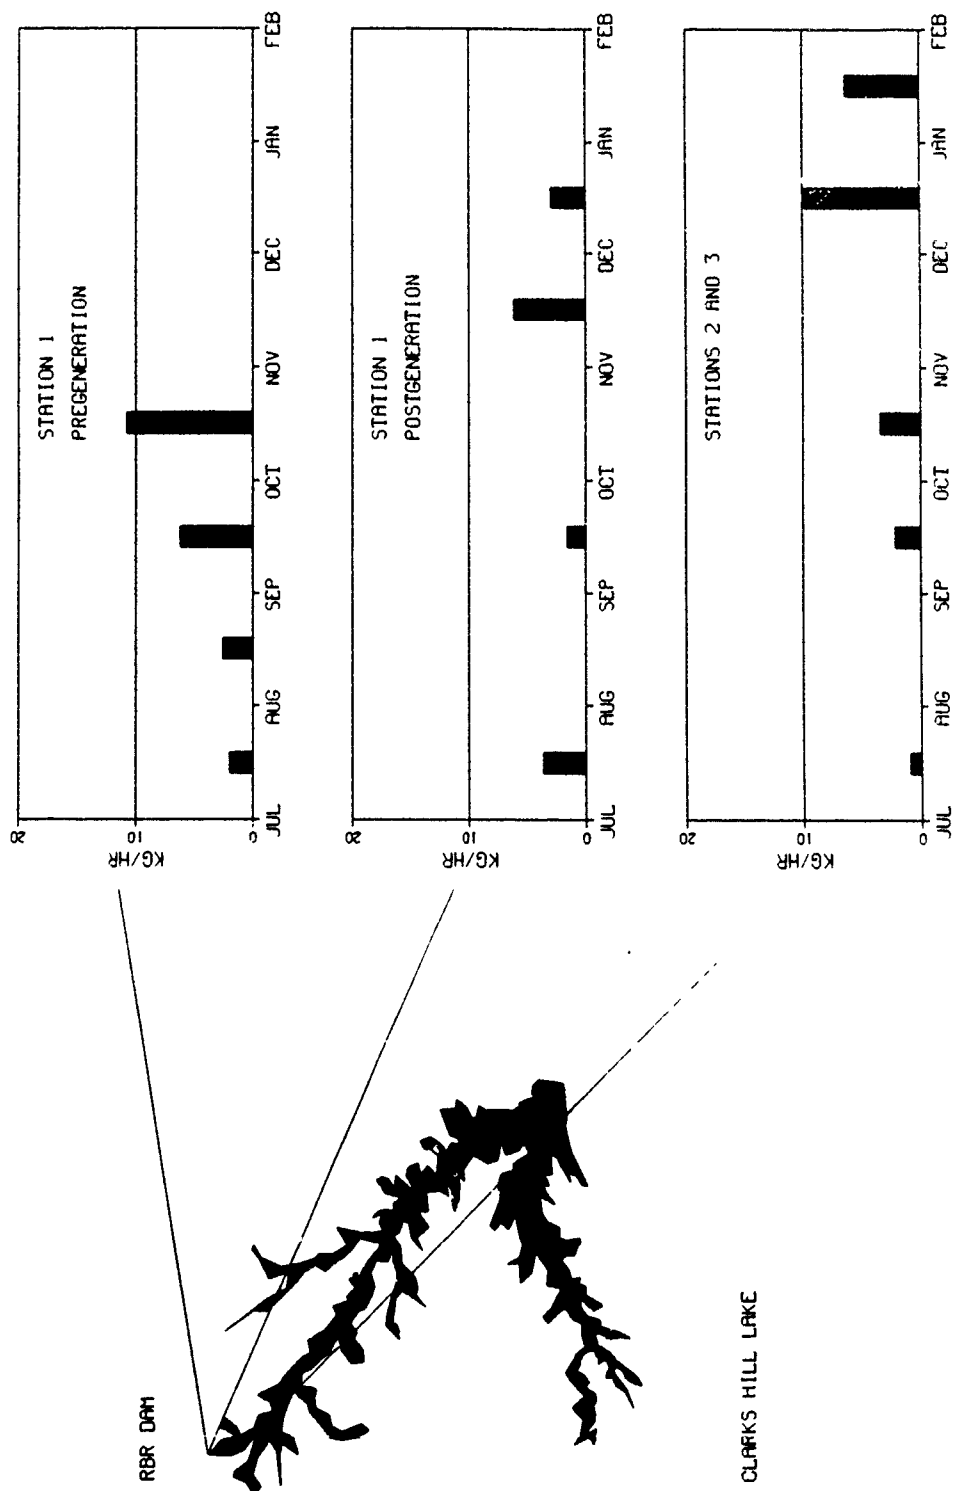 STATION 1
PREGENERATION
20
10
0
KG/HR
JUL AUG SEP OCT NOV DEC JAN FEB
STATION 1
POSTGENERATION
20
10
0
KG/HR
JUL AUG SEP OCT NOV DEC JAN FEB
STATIONS 2 AND 3
20
10
0
KG/HR
JUL AUG SEP OCT NOV DEC JAN FEB
RBR DAM
CLARKS HILL LAKE